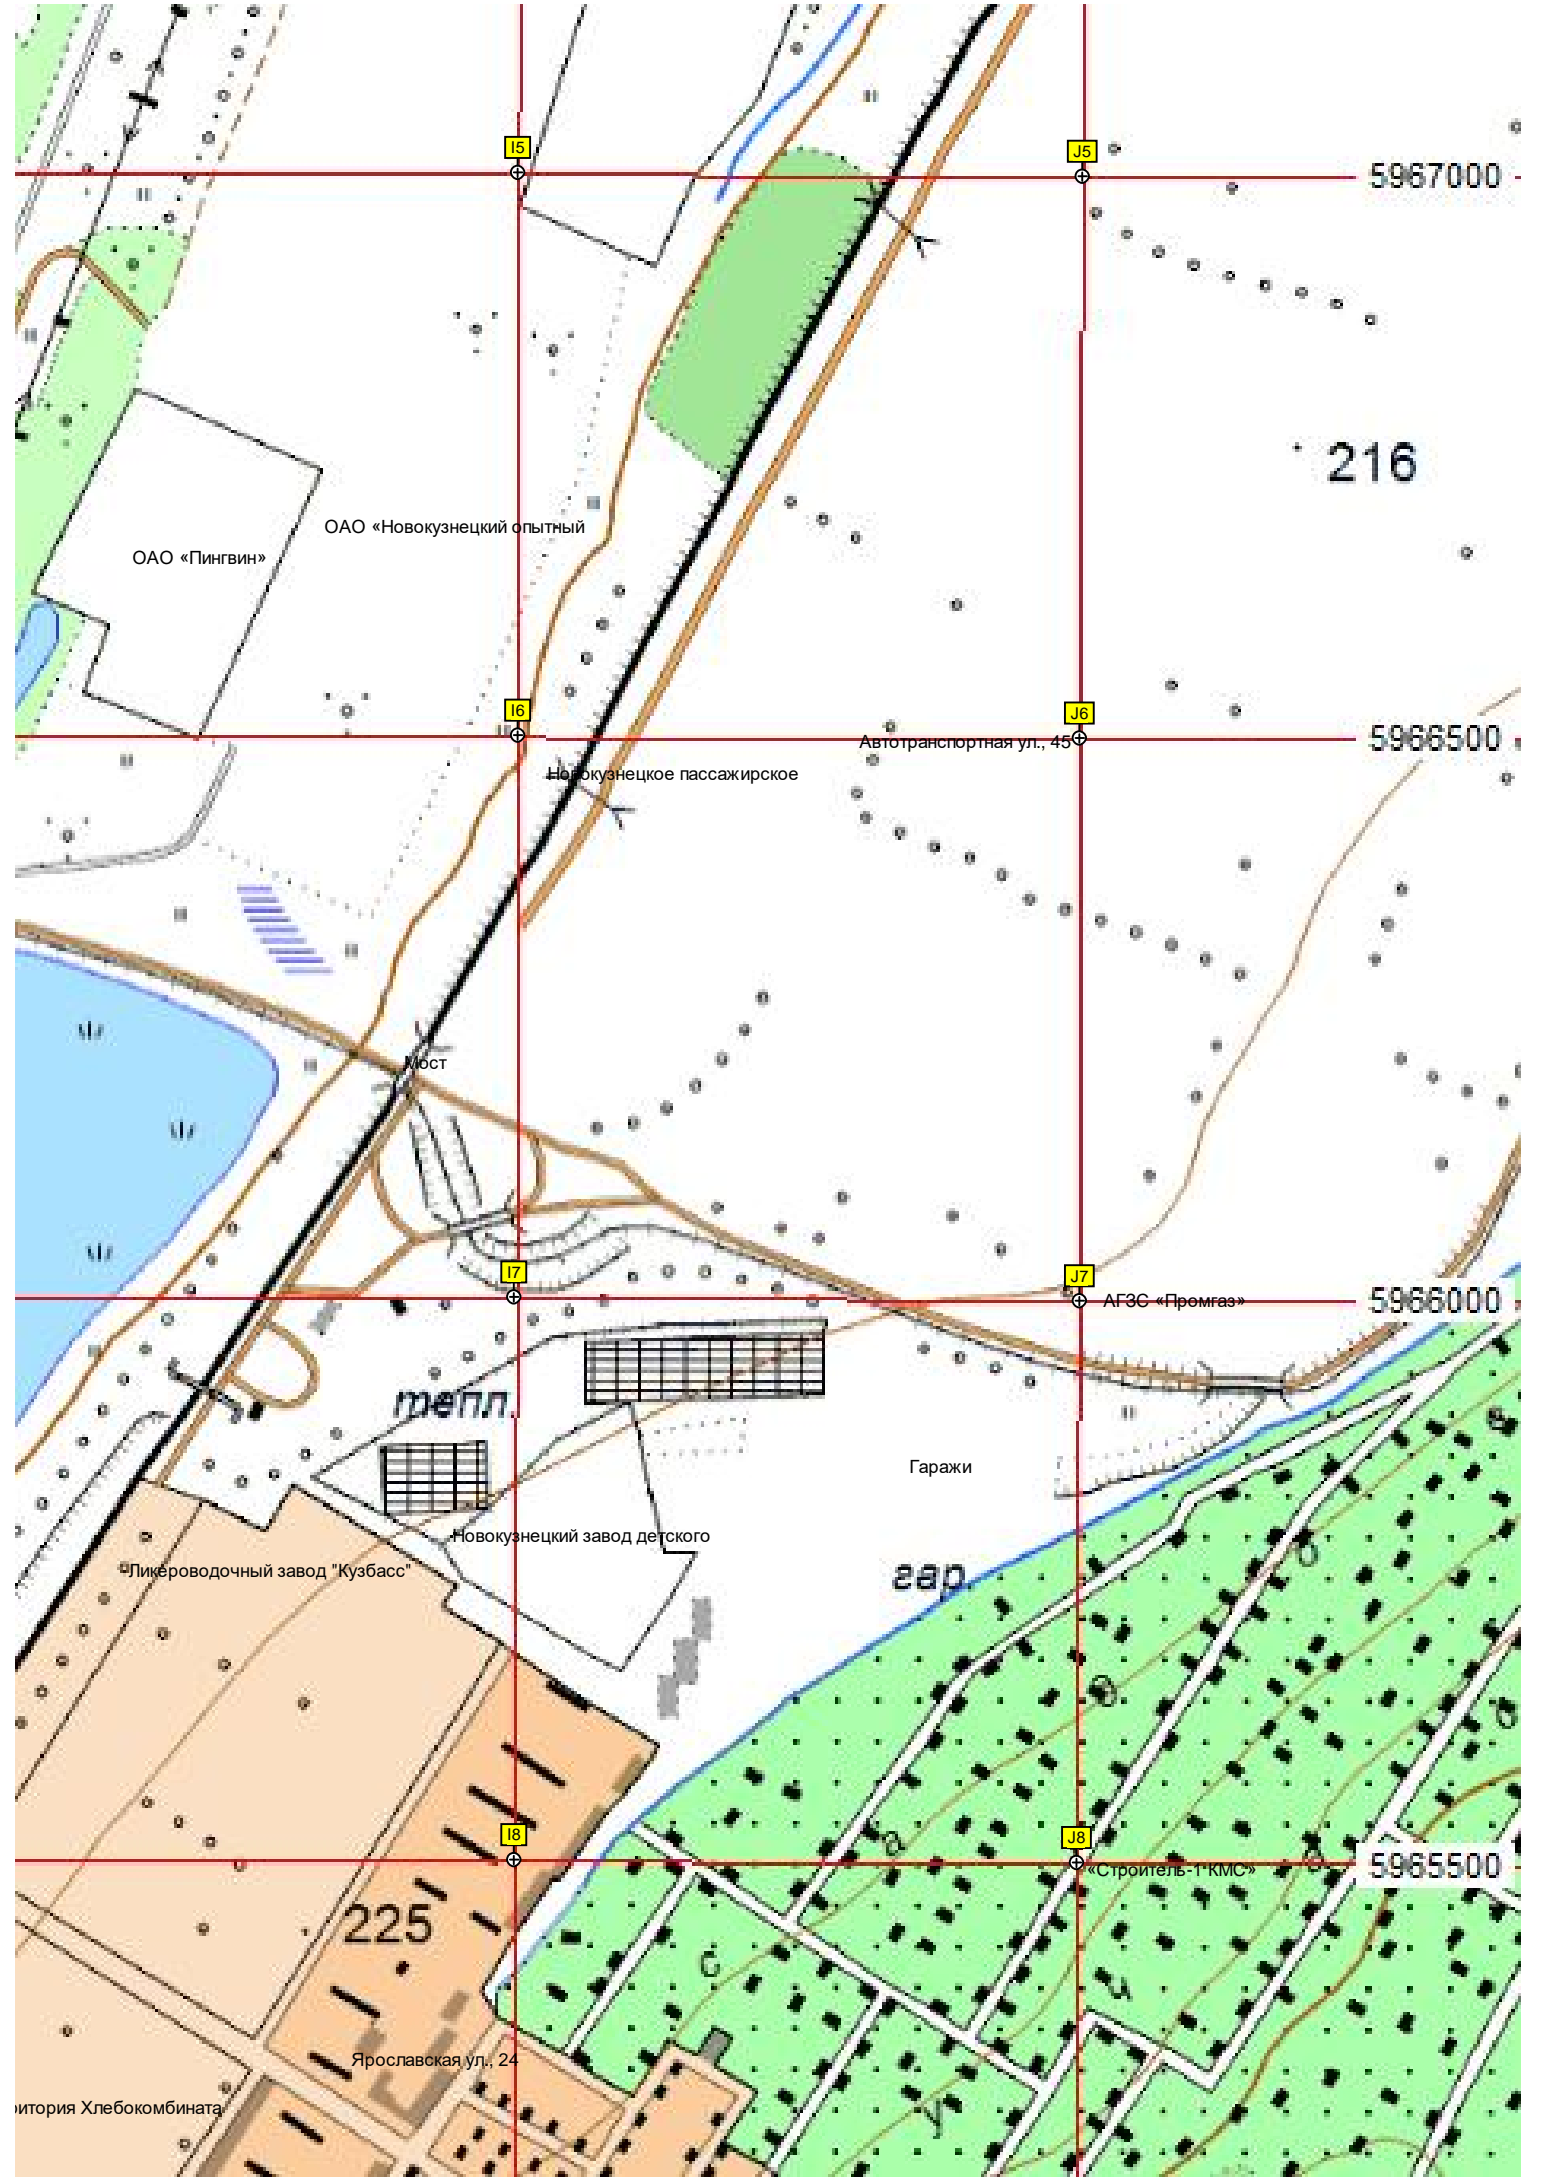 I5
J5
5967000
216
ОАО «Новокузнецкий опытный
ОАО «Пингвин»
I6
J6
5966500
Автотранспортная ул., 45
Новокузнецкое пассажирское
Мост
I7
J7
АГЗС «Промгаз»
5966000
тепл.
Гаражи
Новокузнецкий завод детского
Ликероводочный завод "Кузбасс"
гар.
I8
J8
«Строитель-1 КМС»
5965500
225
Ярославская ул., 24
ритория Хлебокомбината